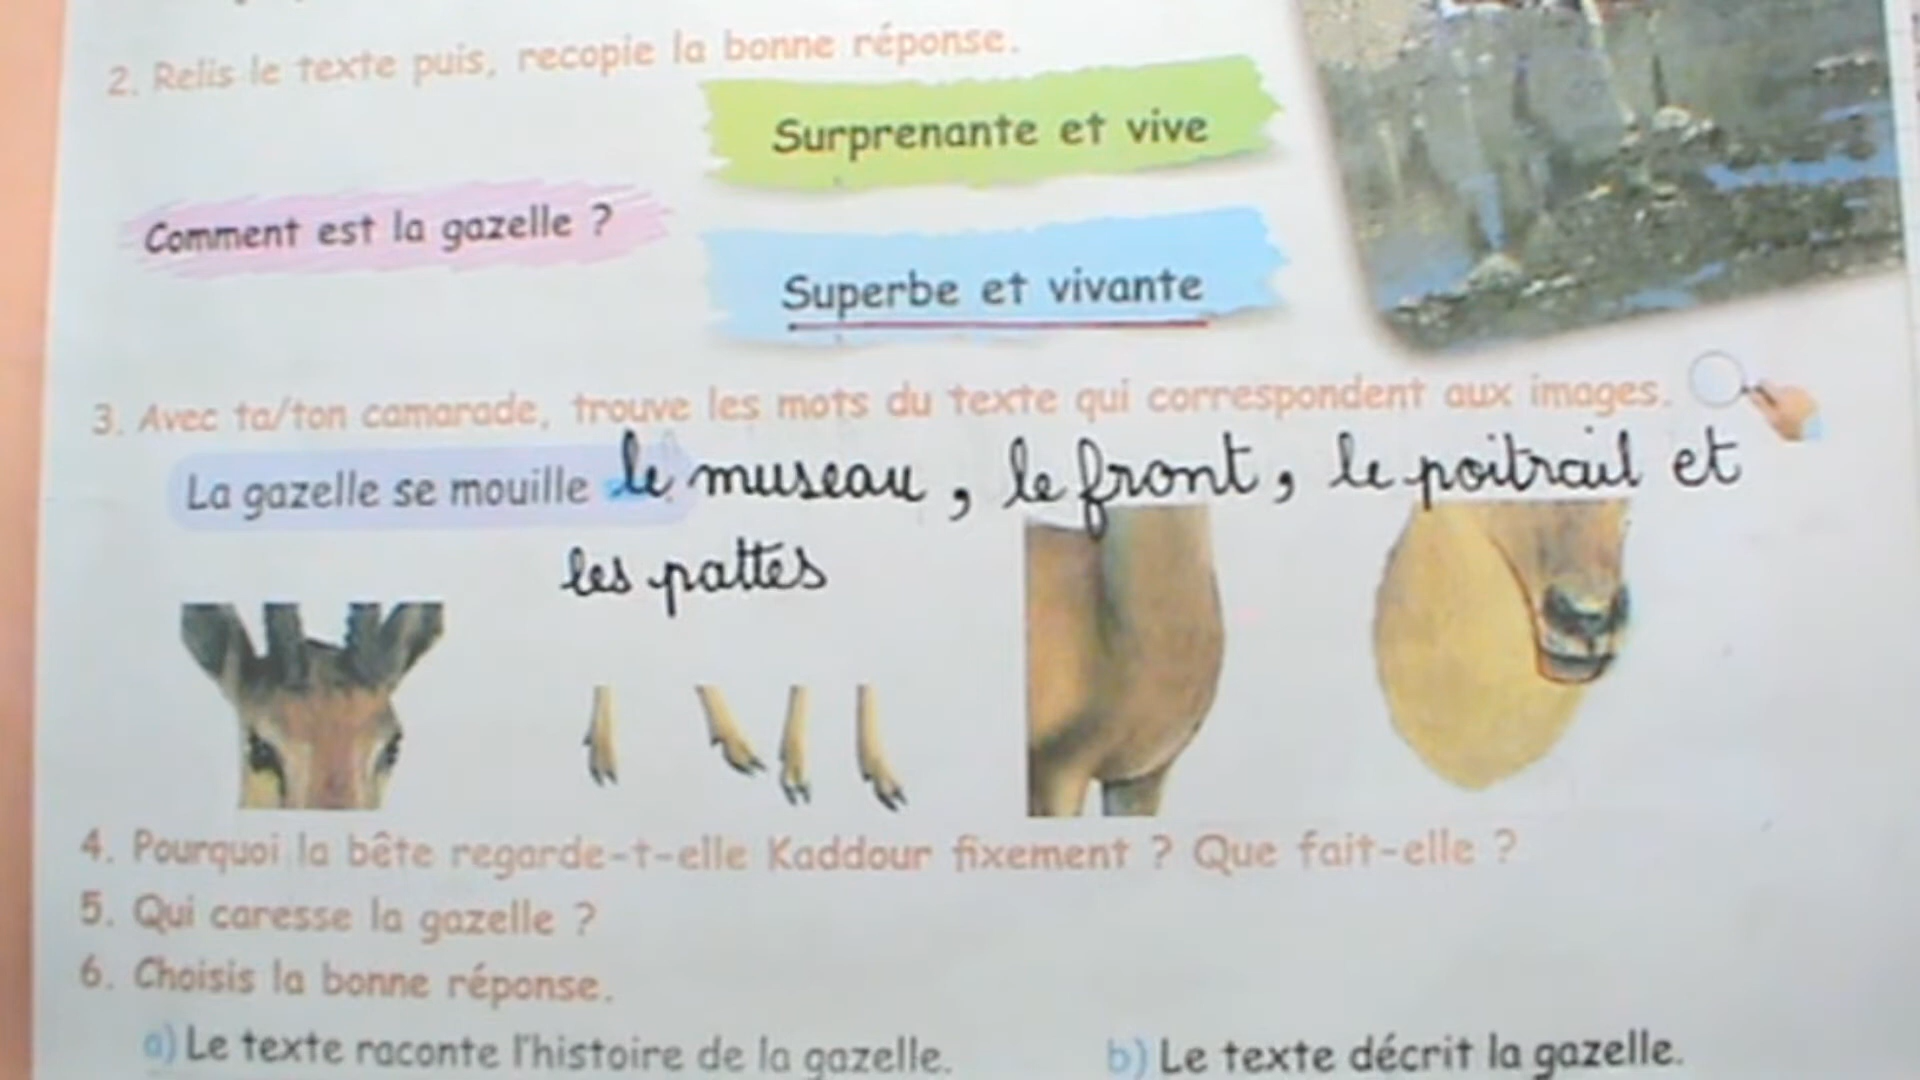 2. Relis le texte puis, recopie la bonne réponse.
Surprenante et vive
Comment est la gazelle ?
Superbe et vivante
3. Avec ta/ton camarade, trouve les mots du texte qui correspondent aux images.
La gazelle se mouille le museau, le front, le poitrail et
les pattes
4. Pourquoi la bête regarde-t-elle Kaddour fixement ? Que fait-elle ?
5. Qui caresse la gazelle ?
6. Choisis la bonne réponse.
a) Le texte raconte l'histoire de la gazelle. b) Le texte décrit la gazelle.